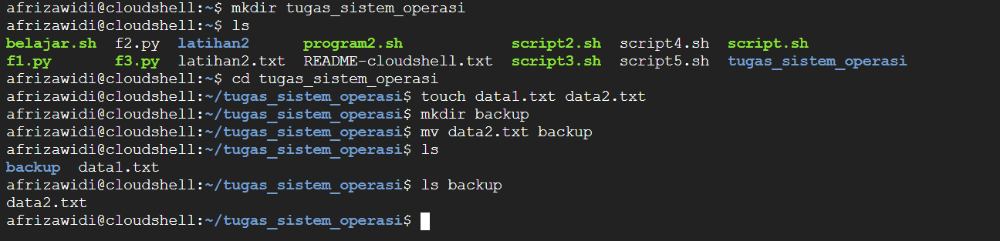 afrizawidi@cloudshell:~$ mkdir tugas_sistem_operasi
afrizawidi@cloudshell:~$ ls
belajar.sh f2.py latihan2 program2.sh script2.sh script4.sh script.sh
f1.py f3.py latihan2.txt README-cloudshell.txt script3.sh script5.sh tugas_sistem_operasi
afrizawidi@cloudshell:~$ cd tugas_sistem_operasi
afrizawidi@cloudshell:~/tugas_sistem_operasi$ touch data1.txt data2.txt
afrizawidi@cloudshell:~/tugas_sistem_operasi$ mkdir backup
afrizawidi@cloudshell:~/tugas_sistem_operasi$ mv data2.txt backup
afrizawidi@cloudshell:~/tugas_sistem_operasi$ ls
backup data1.txt
afrizawidi@cloudshell:~/tugas_sistem_operasi$ ls backup
data2.txt
afrizawidi@cloudshell:~/tugas_sistem_operasi$